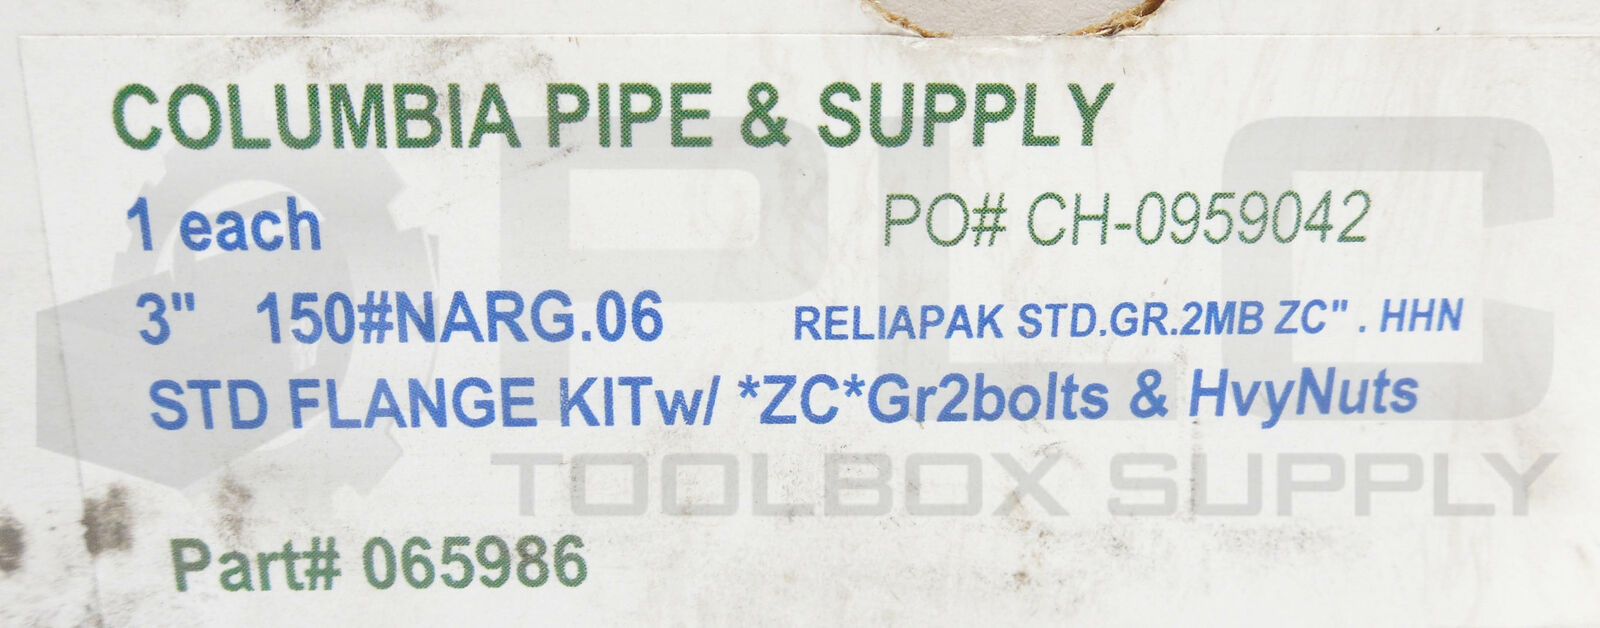 COLUMBIA PIPE & SUPPLY
1 each PO# CH-0959042
3" 150#NARG.06 RELIAPAK STD.GR.2MB ZC" . HHN
STD FLANGE KITw/ *ZC*Gr2bolts & HvyNuts
Part# 065986
PLC
TOOLBOX SUPPLY